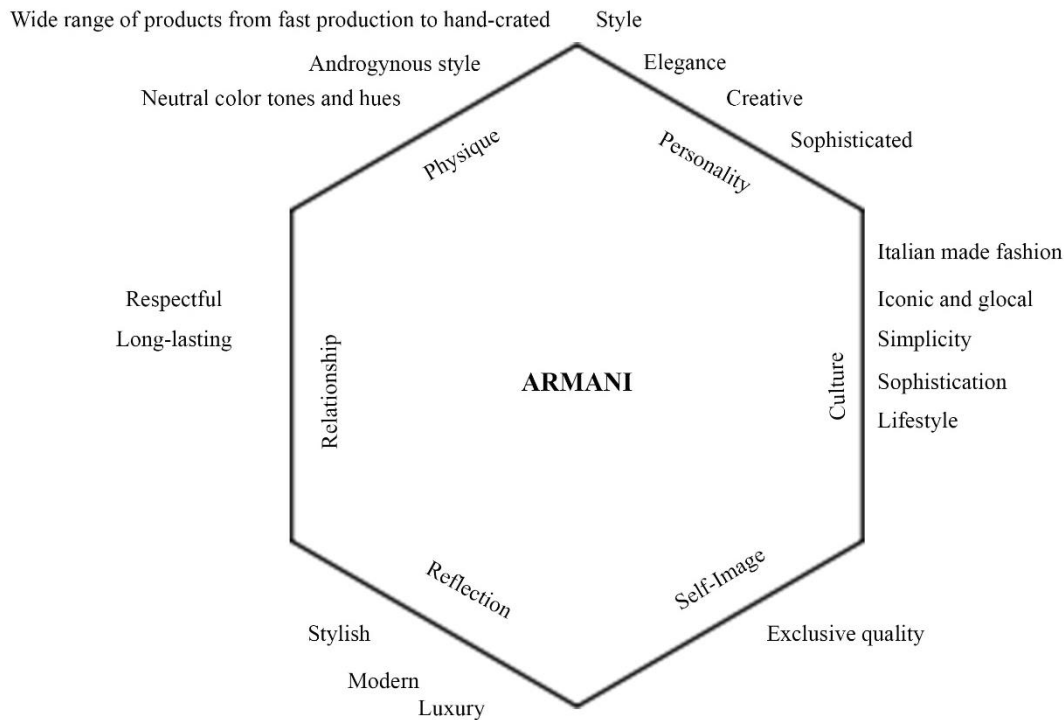 Wide range of products from fast production to hand-crated
Style
Androgynous style
Elegance
Neutral color tones and hues
Creative
Sophisticated
Physique
Personality
Italian made fashion
Respectful
Iconic and glocal
Long-lasting
Simplicity
Relationship
ARMANI
Culture
Sophistication
Lifestyle
Reflection
Self-Image
Stylish
Exclusive quality
Modern
Luxury